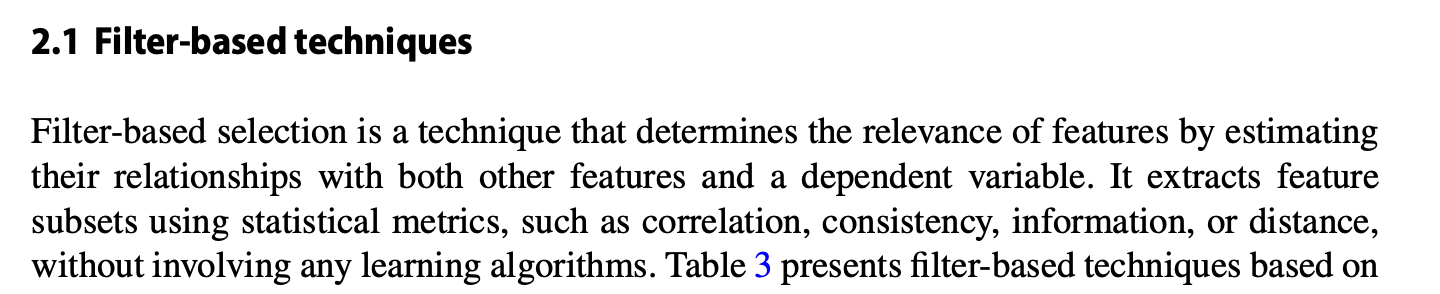 2.1 Filter-based techniques
Filter-based selection is a technique that determines the relevance of features by estimating
their relationships with both other features and a dependent variable. It extracts feature
subsets using statistical metrics, such as correlation, consistency, information, or distance,
without involving any learning algorithms. Table 3 presents filter-based techniques based on